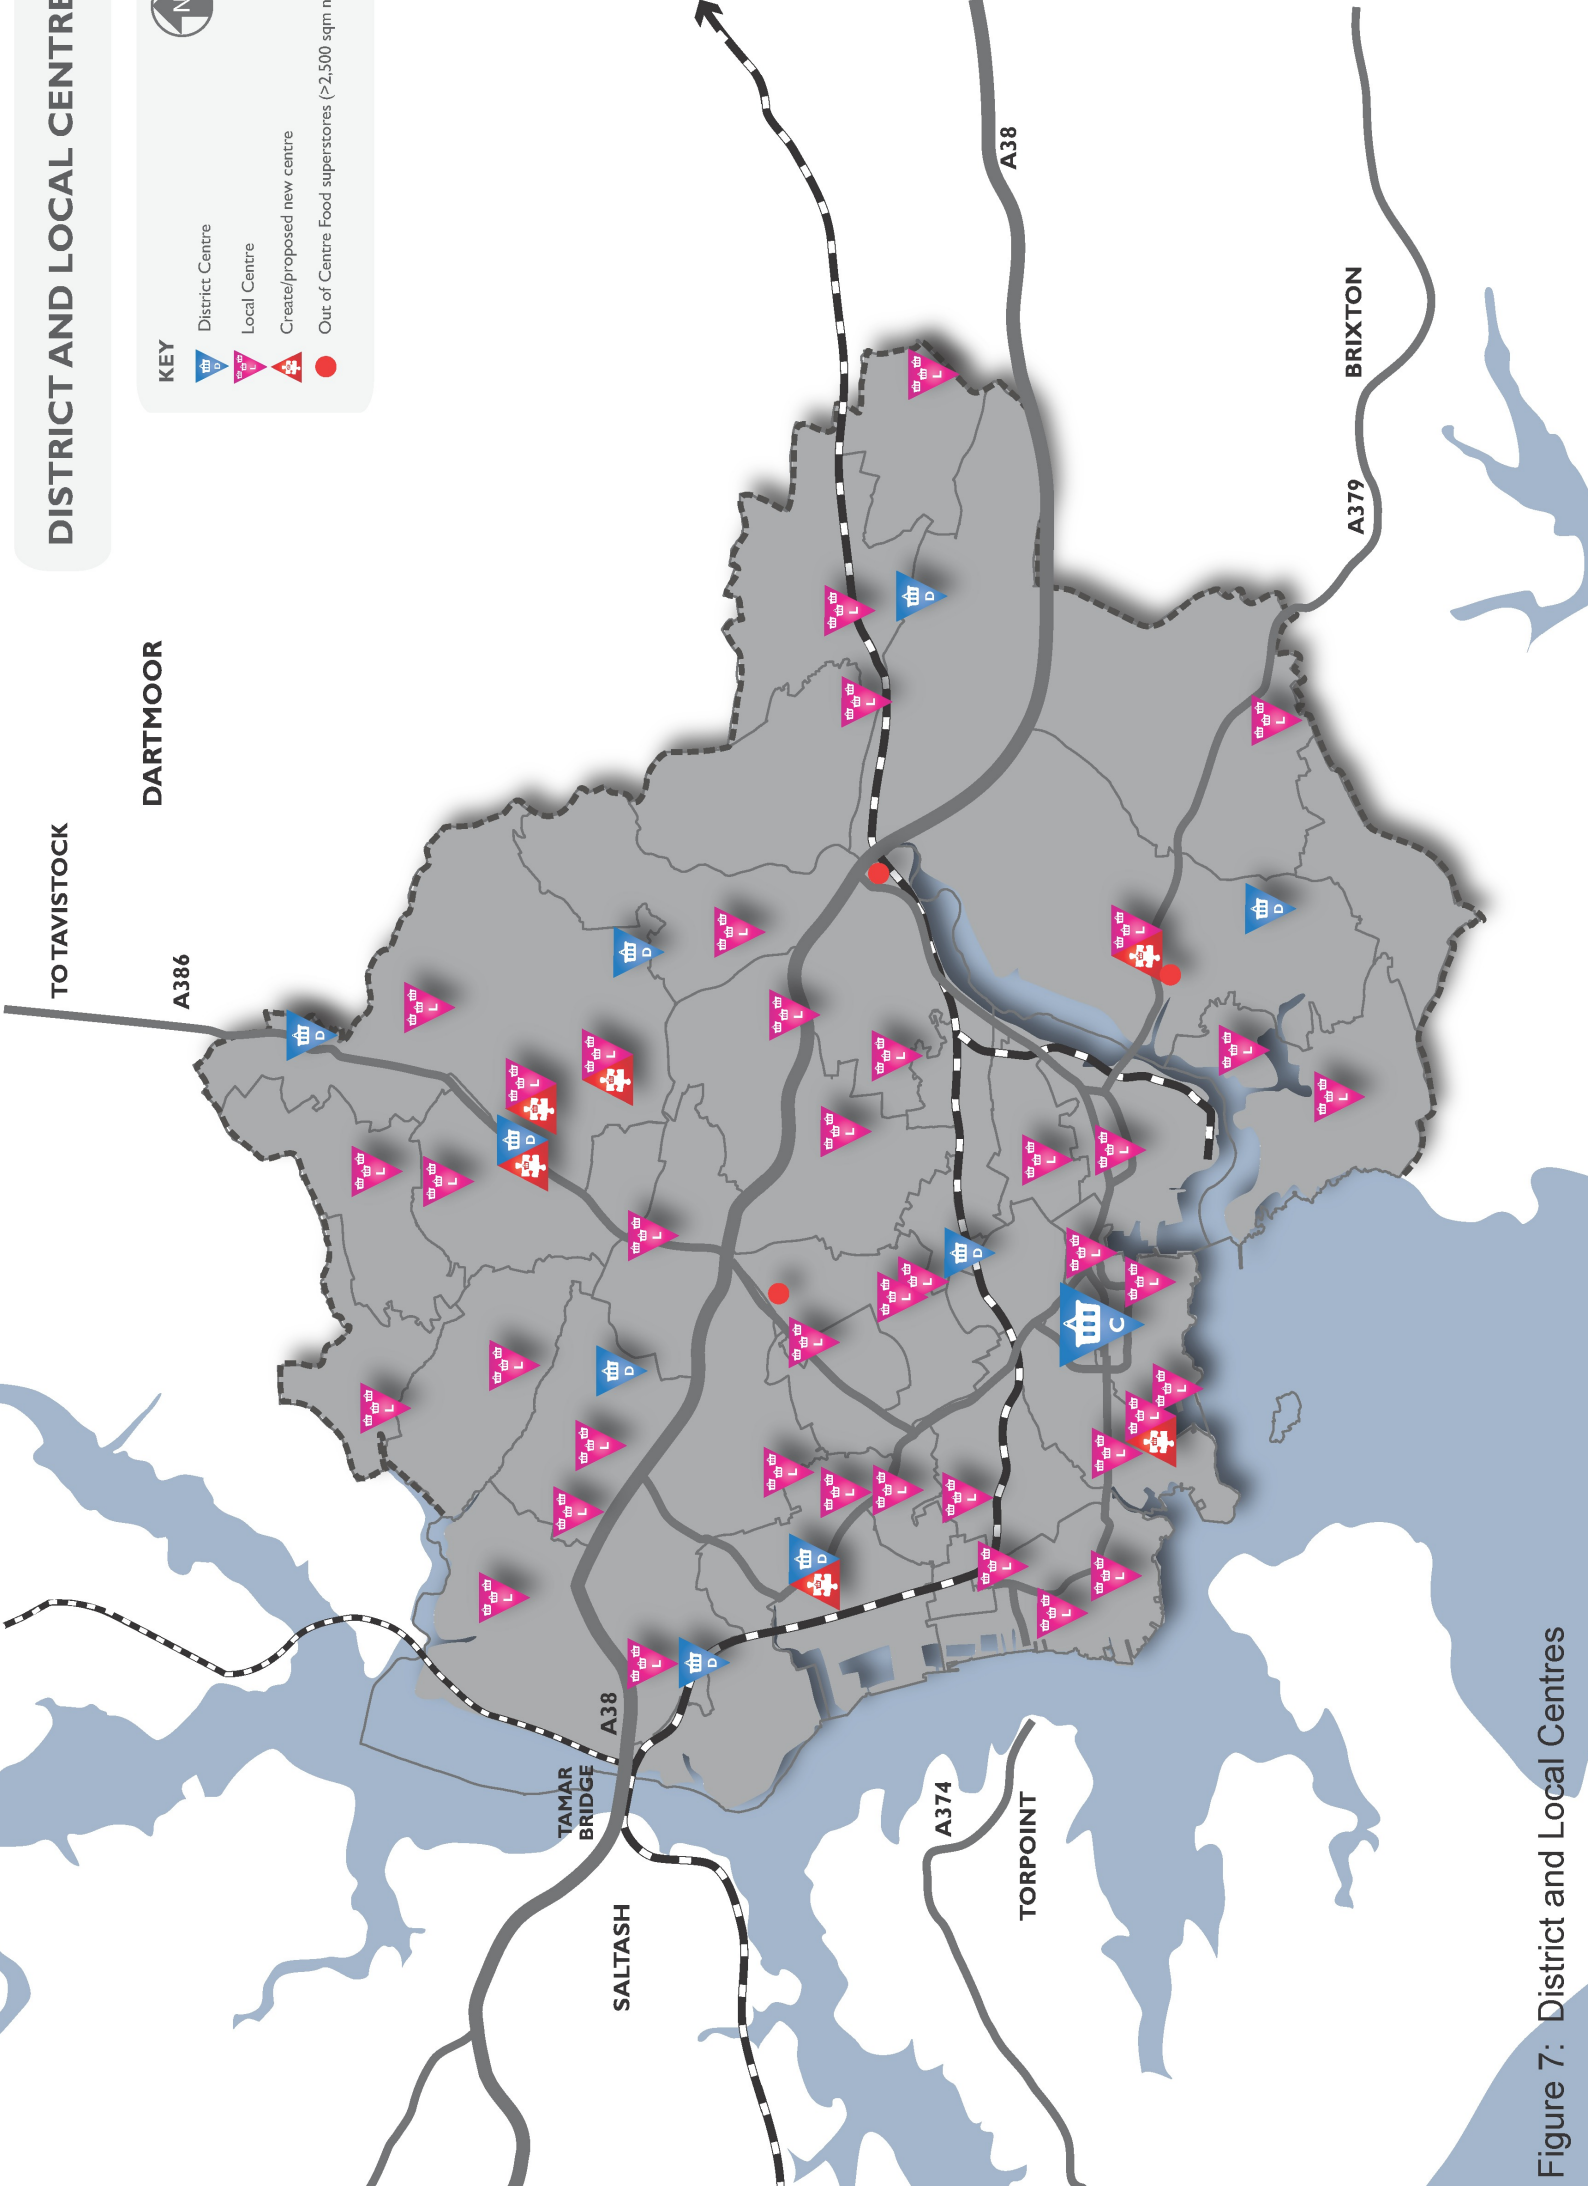 DISTRICT AND LOCAL CENTRE
N
KEY
District Centre
Local Centre
Create/proposed new centre
Out of Centre Food superstores (>2,500 sqm n
TO TAVISTOCK
A386
DARTMOOR
A38
A38
TAMAR
BRIDGE
SALTASH
A374
TORPOINT
A379
BRIXTON
C
Figure 7: District and Local Centres